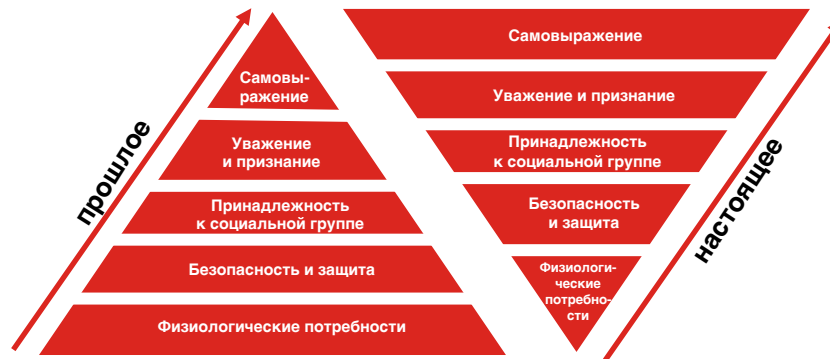 прошлое
Самовы-
ражение
Уважение
и признание
Принадлежность
к социальной группе
Безопасность и защита
Физиологические потребности
Самовыражение
Уважение и признание
Принадлежность
к социальной группе
Безопасность
и защита
Физиологи-
ческие
потребно-
сти
настоящее